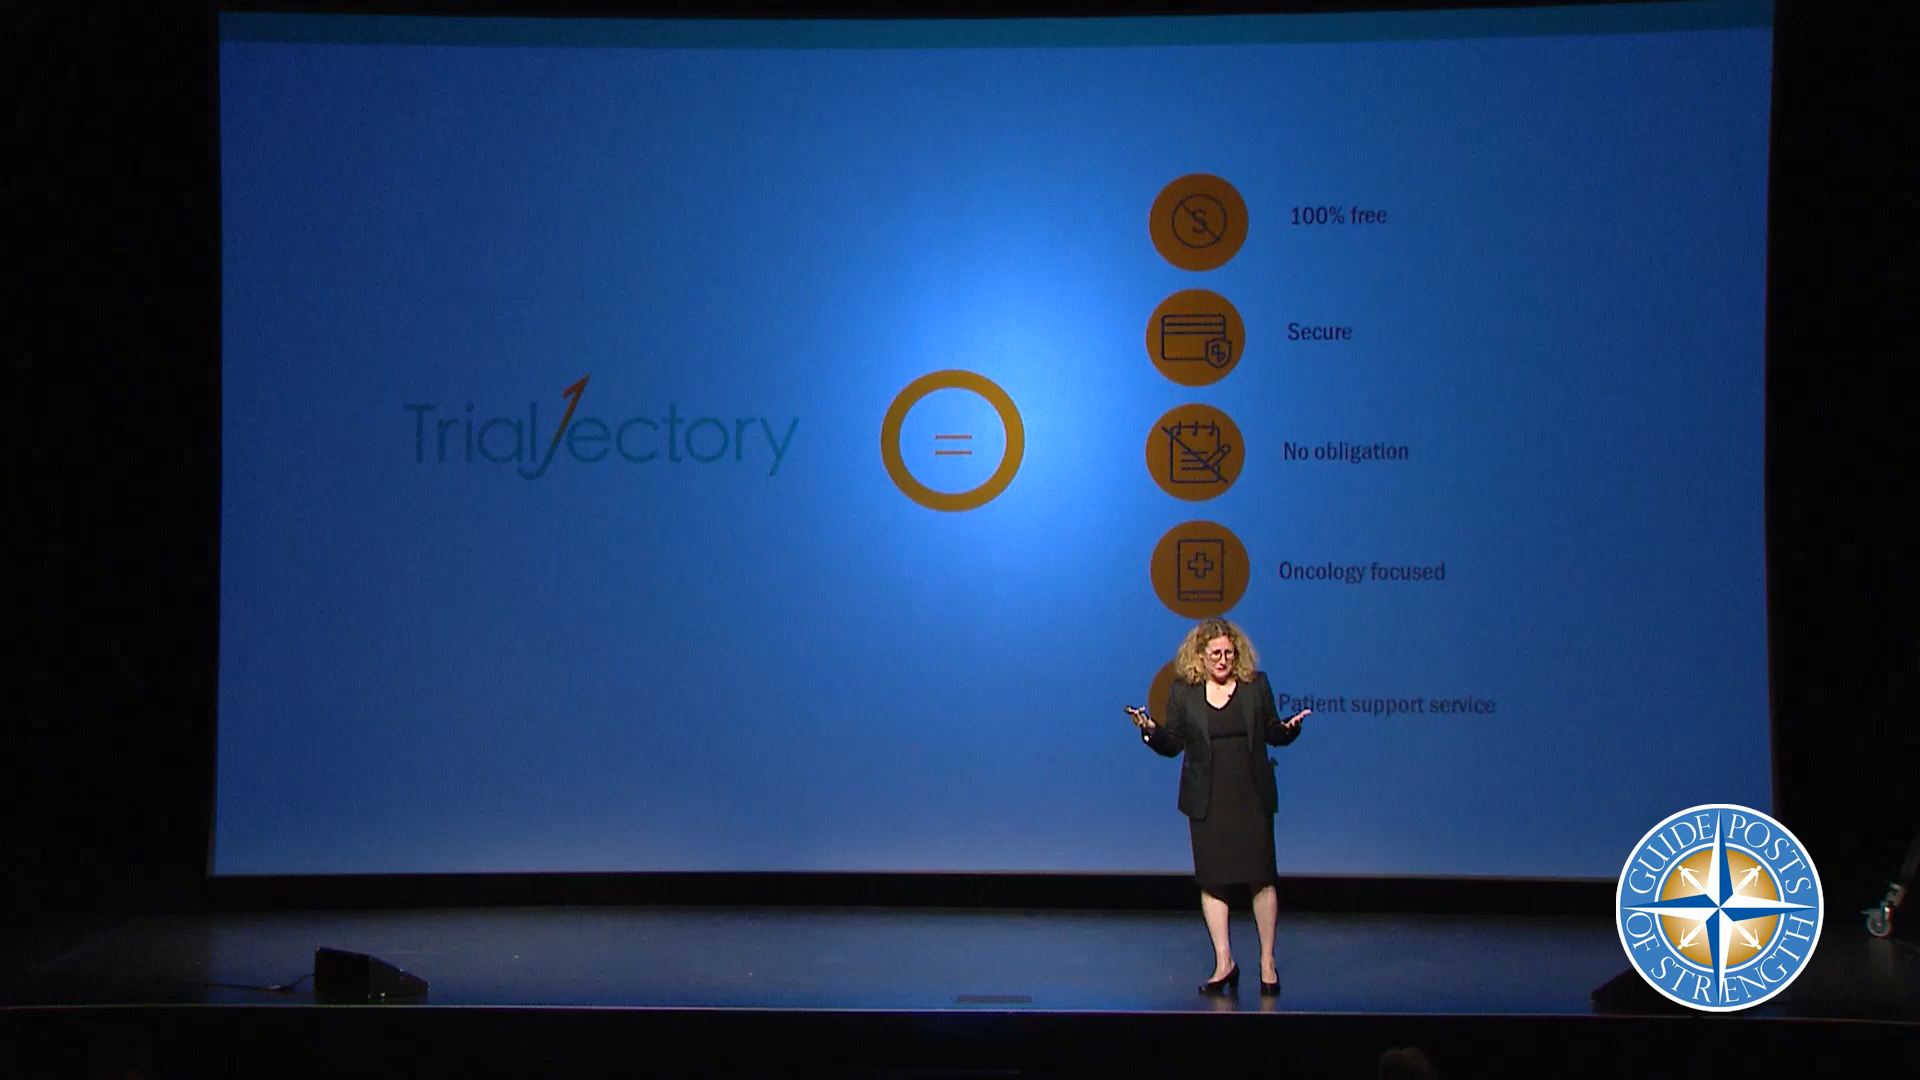 TrialJectory
=
100% free
Secure
No obligation
Oncology focused
Patient support service
GUIDE POSTS
OF STRENGTH